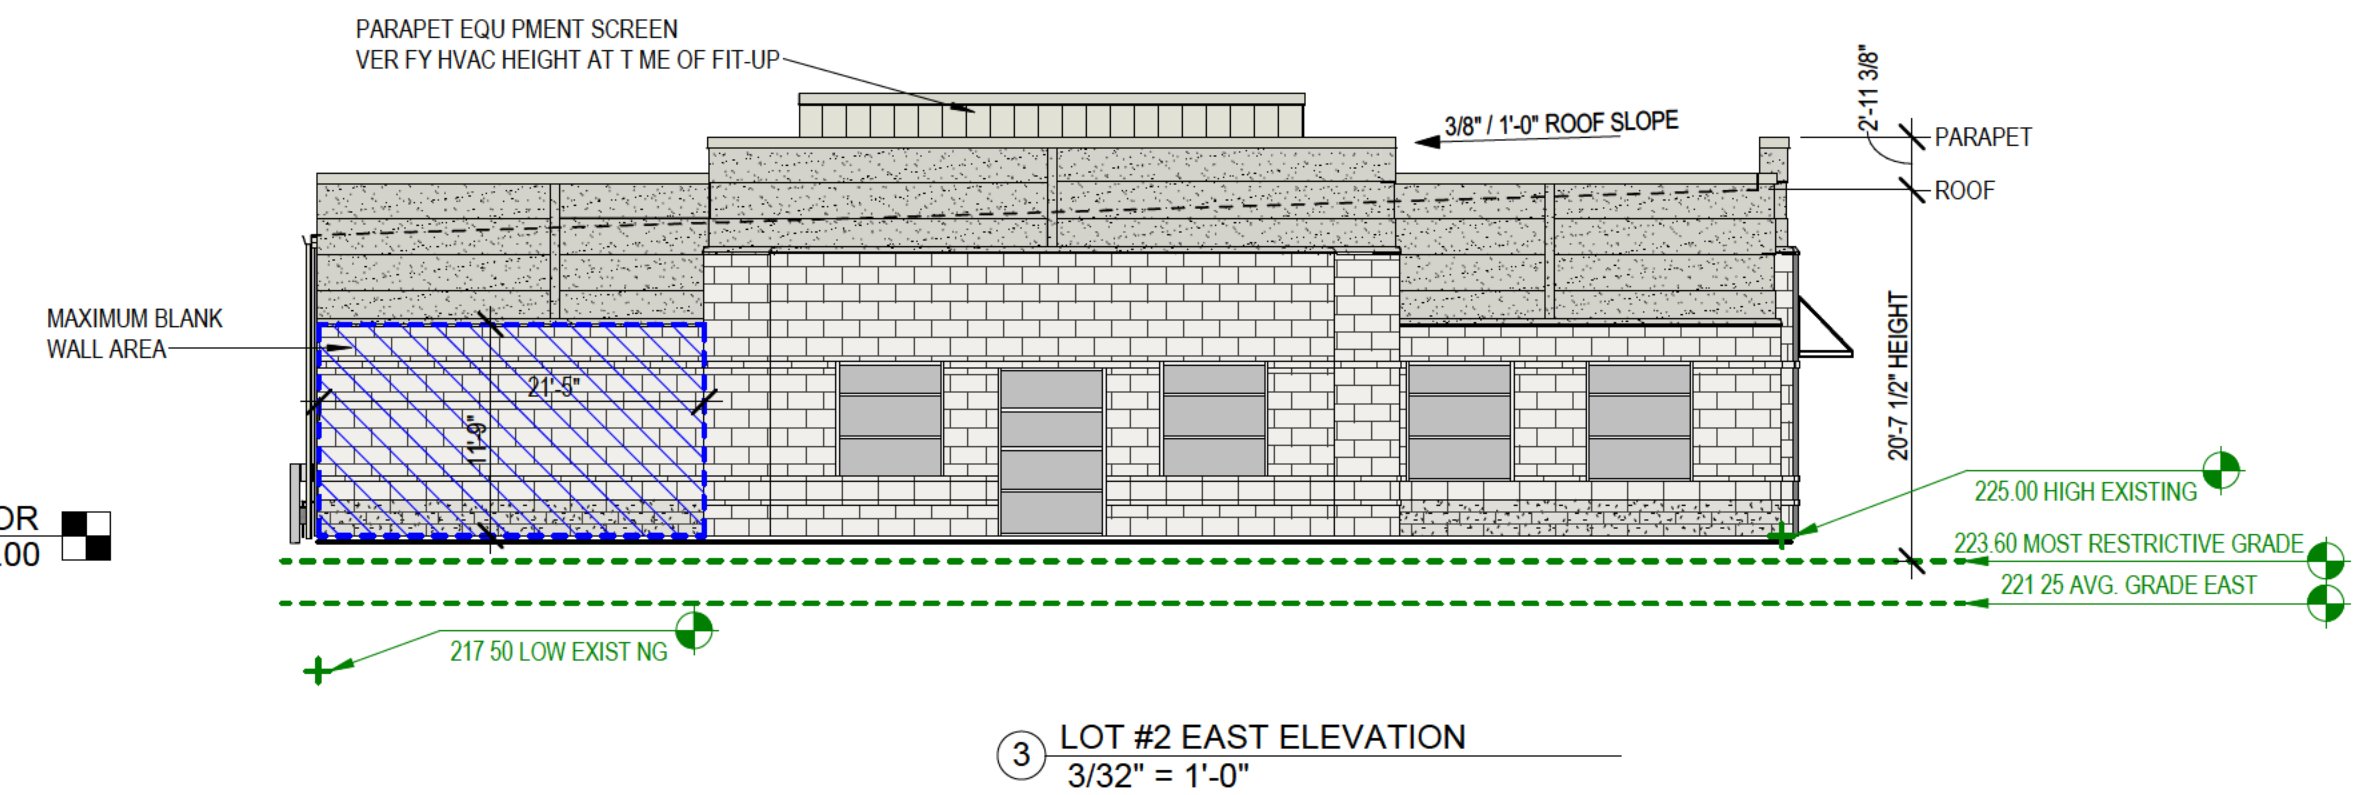 PARAPET EQU PMENT SCREEN
VER FY HVAC HEIGHT AT T ME OF FIT-UP
3/8" / 1'-0" ROOF SLOPE
2'-11 3/8"
PARAPET
ROOF
MAXIMUM BLANK
WALL AREA
21'-5"
11'-9"
20'-7 1/2" HEIGHT
225.00 HIGH EXISTING
OR
.00
223.60 MOST RESTRICTIVE GRADE
221 25 AVG. GRADE EAST
217 50 LOW EXIST NG
3
LOT #2 EAST ELEVATION
3/32" = 1'-0"